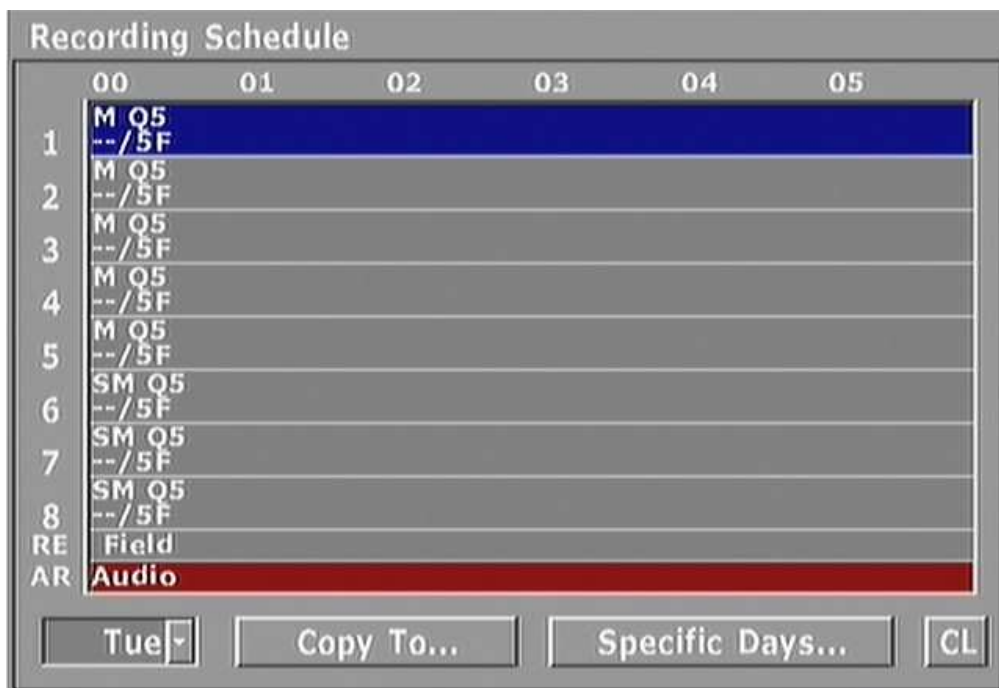 Recording Schedule
00 01 02 03 04 05
1 M Q5
--/5F
2 M Q5
--/5F
3 M Q5
--/5F
4 M Q5
--/5F
5 M Q5
--/5F
6 SM Q5
--/5F
7 SM Q5
--/5F
8 SM Q5
--/5F
RE Field
AR Audio
Tue Copy To... Specific Days... CL